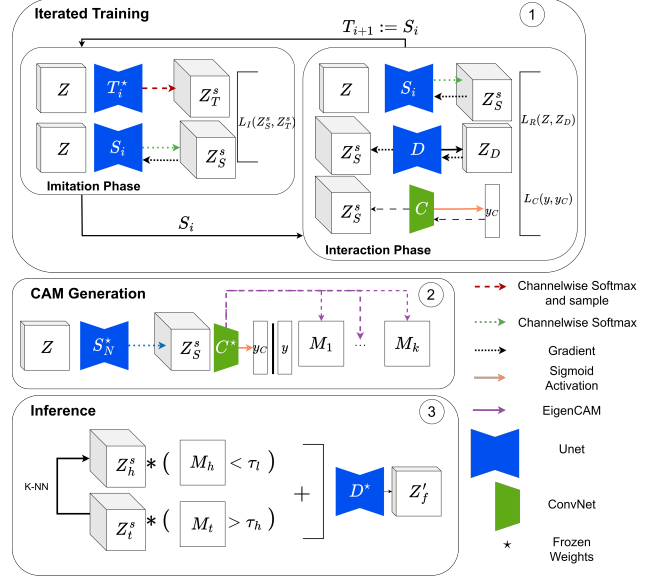 Iterated Training
1
T_{i+1} := S_i
Z
T_i^⋆
Z_T^s
Z
S_i
Z_S^s
L_I(Z_S^s, Z_T^s)
Imitation Phase
S_i
Z
S_i
Z_S^s
L_R(Z, Z_D)
Z_S^s
D
Z_D
Z_S^s
C
y_C
L_C(y, y_C)
Interaction Phase
CAM Generation
2
Z
S_N^⋆
Z_S^s
C^⋆
y_C
y
M_1
...
M_k
Inference
3
K-NN
Z_h^s * ( M_h < τ_l )
Z_t^s * ( M_t > τ_h )
+
D^⋆
Z'_f
Channelwise Softmax
and sample
Channelwise Softmax
Gradient
Sigmoid
Activation
EigenCAM
Unet
ConvNet
⋆
Frozen
Weights